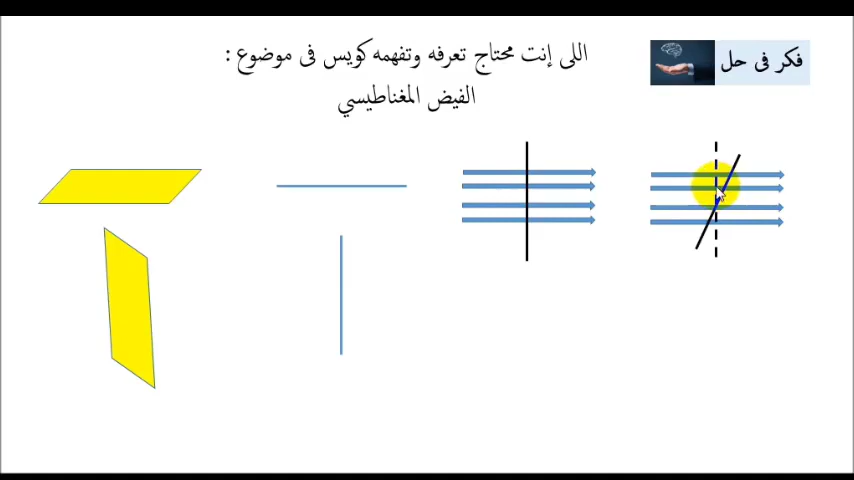 فكر فى حل
اللى إنت محتاج تعرفه وتفهمه كويس فى موضوع :
الفيض المغناطيسي